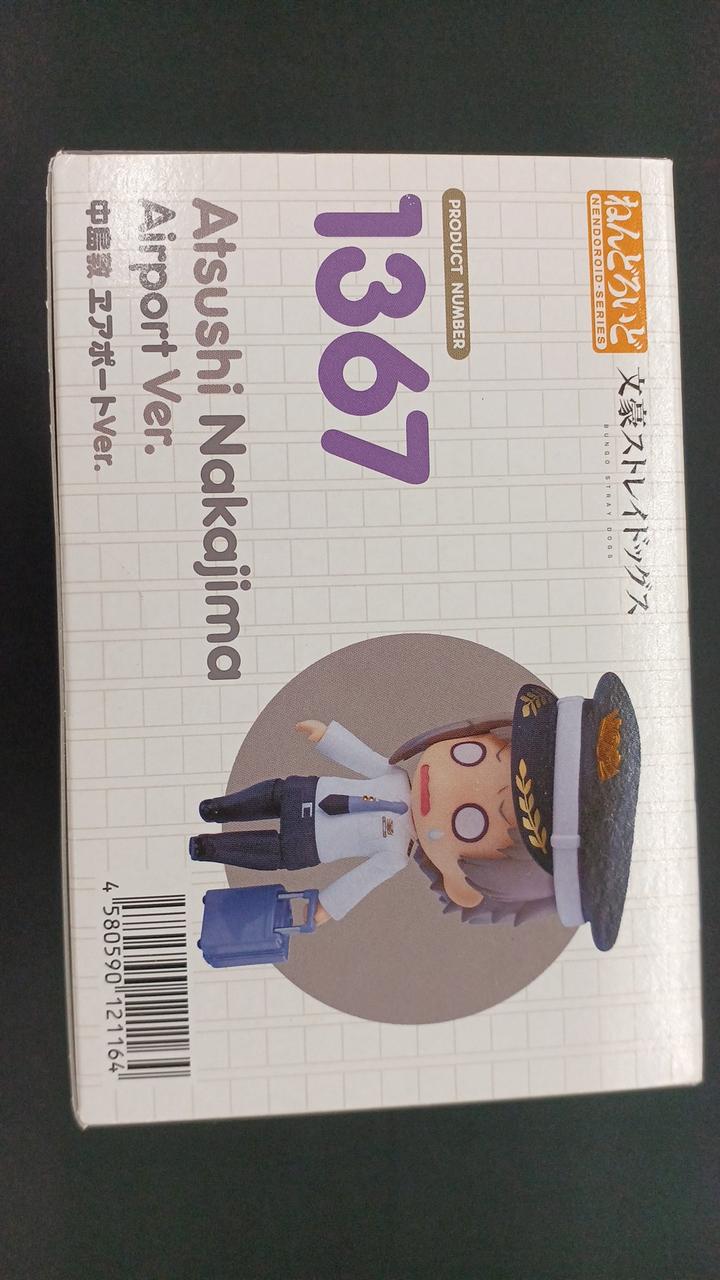 ねんどろいど
NENDOROID·SERIES
文豪ストレイドッグス
BUNGO STRAY DOGS
PRODUCT NUMBER
1367
Atsushi Nakajima
Airport Ver.
中島敦 エアポートVer.
4 580590 121164